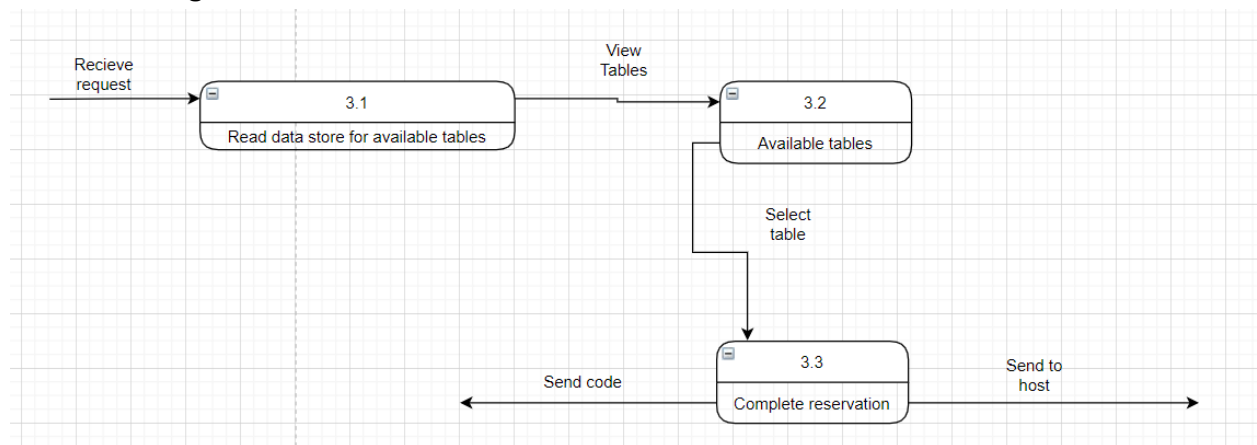 g
Recieve
request
View
Tables
3.1
Read data store for available tables
3.2
Available tables
Select
table
3.3
Complete reservation
Send code
Send to
host